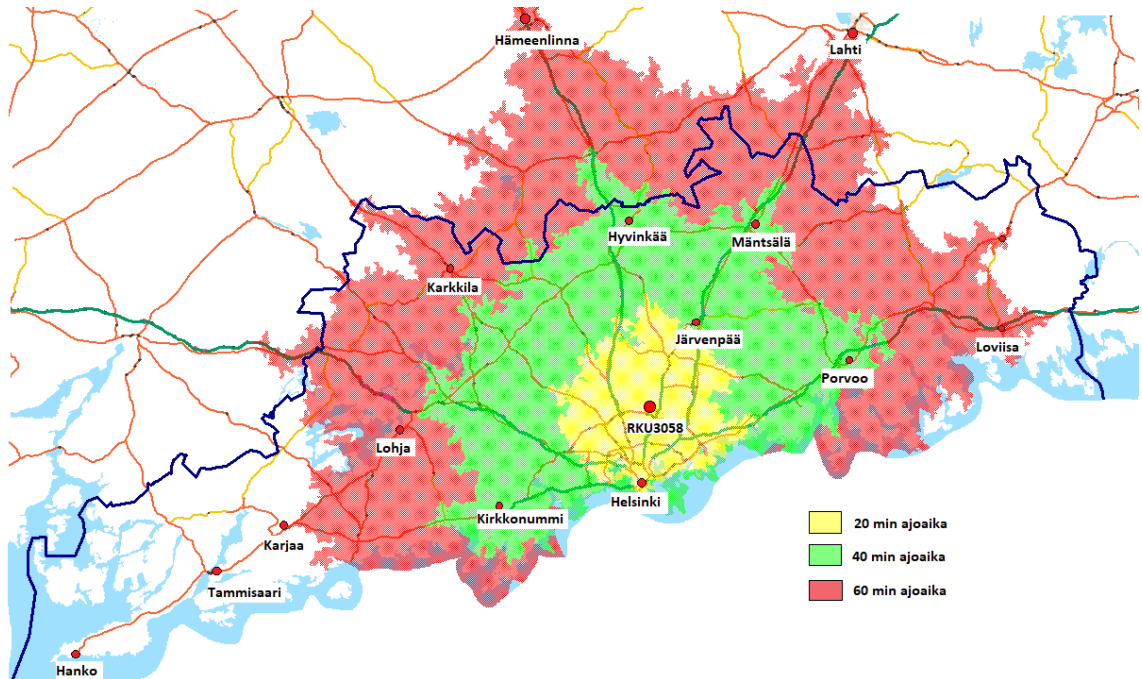 Hämeenlinna
Lahti
Hyvinkää
Mäntsälä
Karkkila
Järvenpää
Loviisa
Porvoo
RKU3058
Lohja
Helsinki
Kirkkonummi
Karjaa
Tammisaari
Hanko
20 min ajoaika
40 min ajoaika
60 min ajoaika